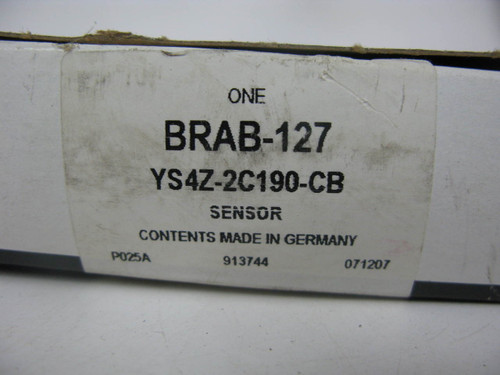 ONE
BRAB-127
YS4Z-2C190-CB
SENSOR
CONTENTS MADE IN GERMANY
P025A 913744 071207